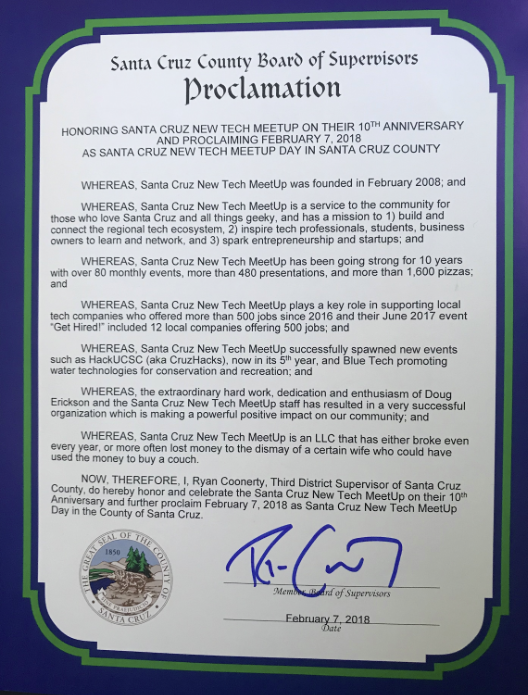 Santa Cruz County Board of Supervisors
Proclamation
HONORING SANTA CRUZ NEW TECH MEETUP ON THEIR 10TH ANNIVERSARY
AND PROCLAIMING FEBRUARY 7, 2018
AS SANTA CRUZ NEW TECH MEETUP DAY IN SANTA CRUZ COUNTY
WHEREAS, Santa Cruz New Tech MeetUp was founded in February 2008; and
WHEREAS, Santa Cruz New Tech MeetUp is a service to the community for
those who love Santa Cruz and all things geeky, and has a mission to 1) build and
connect the regional tech ecosystem, 2) inspire tech professionals, students, business
owners to learn and network, and 3) spark entrepreneurship and startups; and
WHEREAS, Santa Cruz New Tech MeetUp has been going strong for 10 years
with over 80 monthly events, more than 480 presentations, and more than 1,600 pizzas;
and
WHEREAS, Santa Cruz New Tech MeetUp plays a key role in supporting local
tech companies who offered more than 500 jobs since 2016 and their June 2017 event
"Get Hired!" included 12 local companies offering 500 jobs; and
WHEREAS, Santa Cruz New Tech MeetUp successfully spawned new events
such as HackUCSC (aka CruzHacks), now in its 5th year, and Blue Tech promoting
water technologies for conservation and recreation; and
WHEREAS, the extraordinary hard work, dedication and enthusiasm of Doug
Erickson and the Santa Cruz New Tech MeetUp staff has resulted in a very successful
organization which is making a powerful positive impact on our community; and
WHEREAS, Santa Cruz New Tech MeetUp is an LLC that has either broke even
every year, or more often lost money to the dismay of a certain wife who could have
used the money to buy a couch.
NOW, THEREFORE, I, Ryan Coonerty, Third District Supervisor of Santa Cruz
County, do hereby honor and celebrate the Santa Cruz New Tech MeetUp on their 10th
Anniversary and further proclaim February 7, 2018 as Santa Cruz New Tech MeetUp
Day in the County of Santa Cruz.
THE GREAT SEAL OF THE COUNTY OF
SANTA CRUZ
1850
Member Board of Supervisors
February 7, 2018
Date